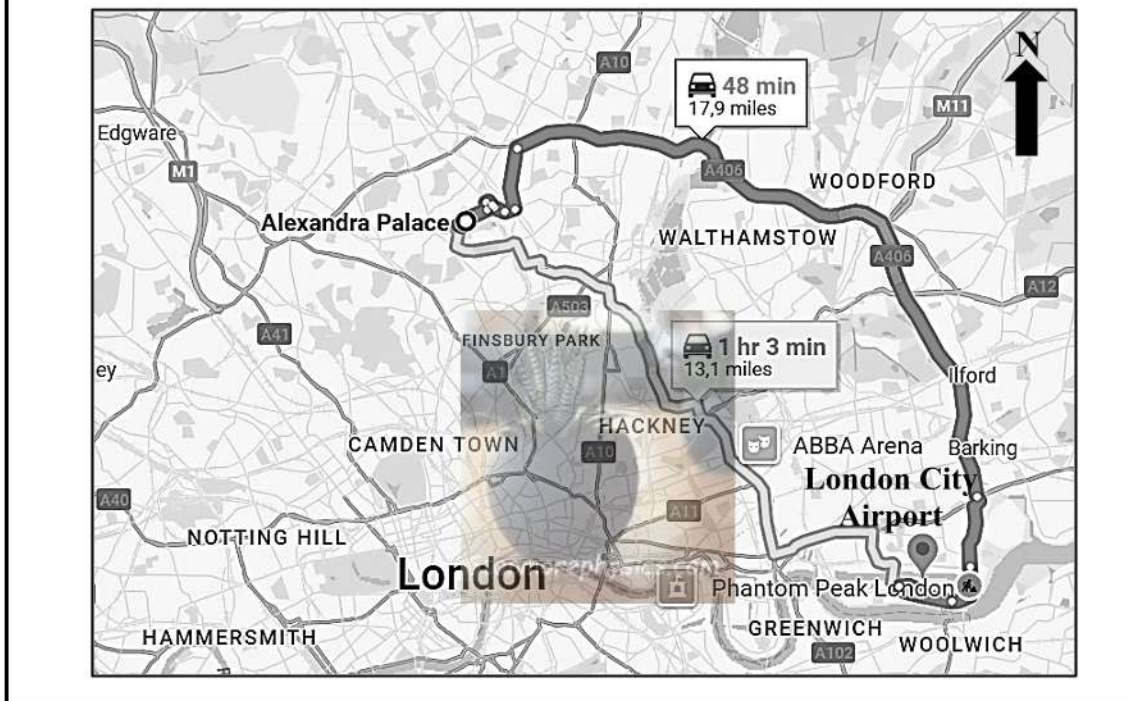 N
A10
48 min
17,9 miles
M11
Edgware
M1
A406
WOODFORD
Alexandra Palace
WALTHAMSTOW
A406
A12
A503
A41
FINSBURY PARK
1 hr 3 min
13,1 miles
ey
A1
Ilford
HACKNEY
CAMDEN TOWN
ABBA Arena
Barking
A10
London City
Airport
A40
A11
NOTTING HILL
London
Phantom Peak London
GREENWICH
HAMMERSMITH
WOOLWICH
A102